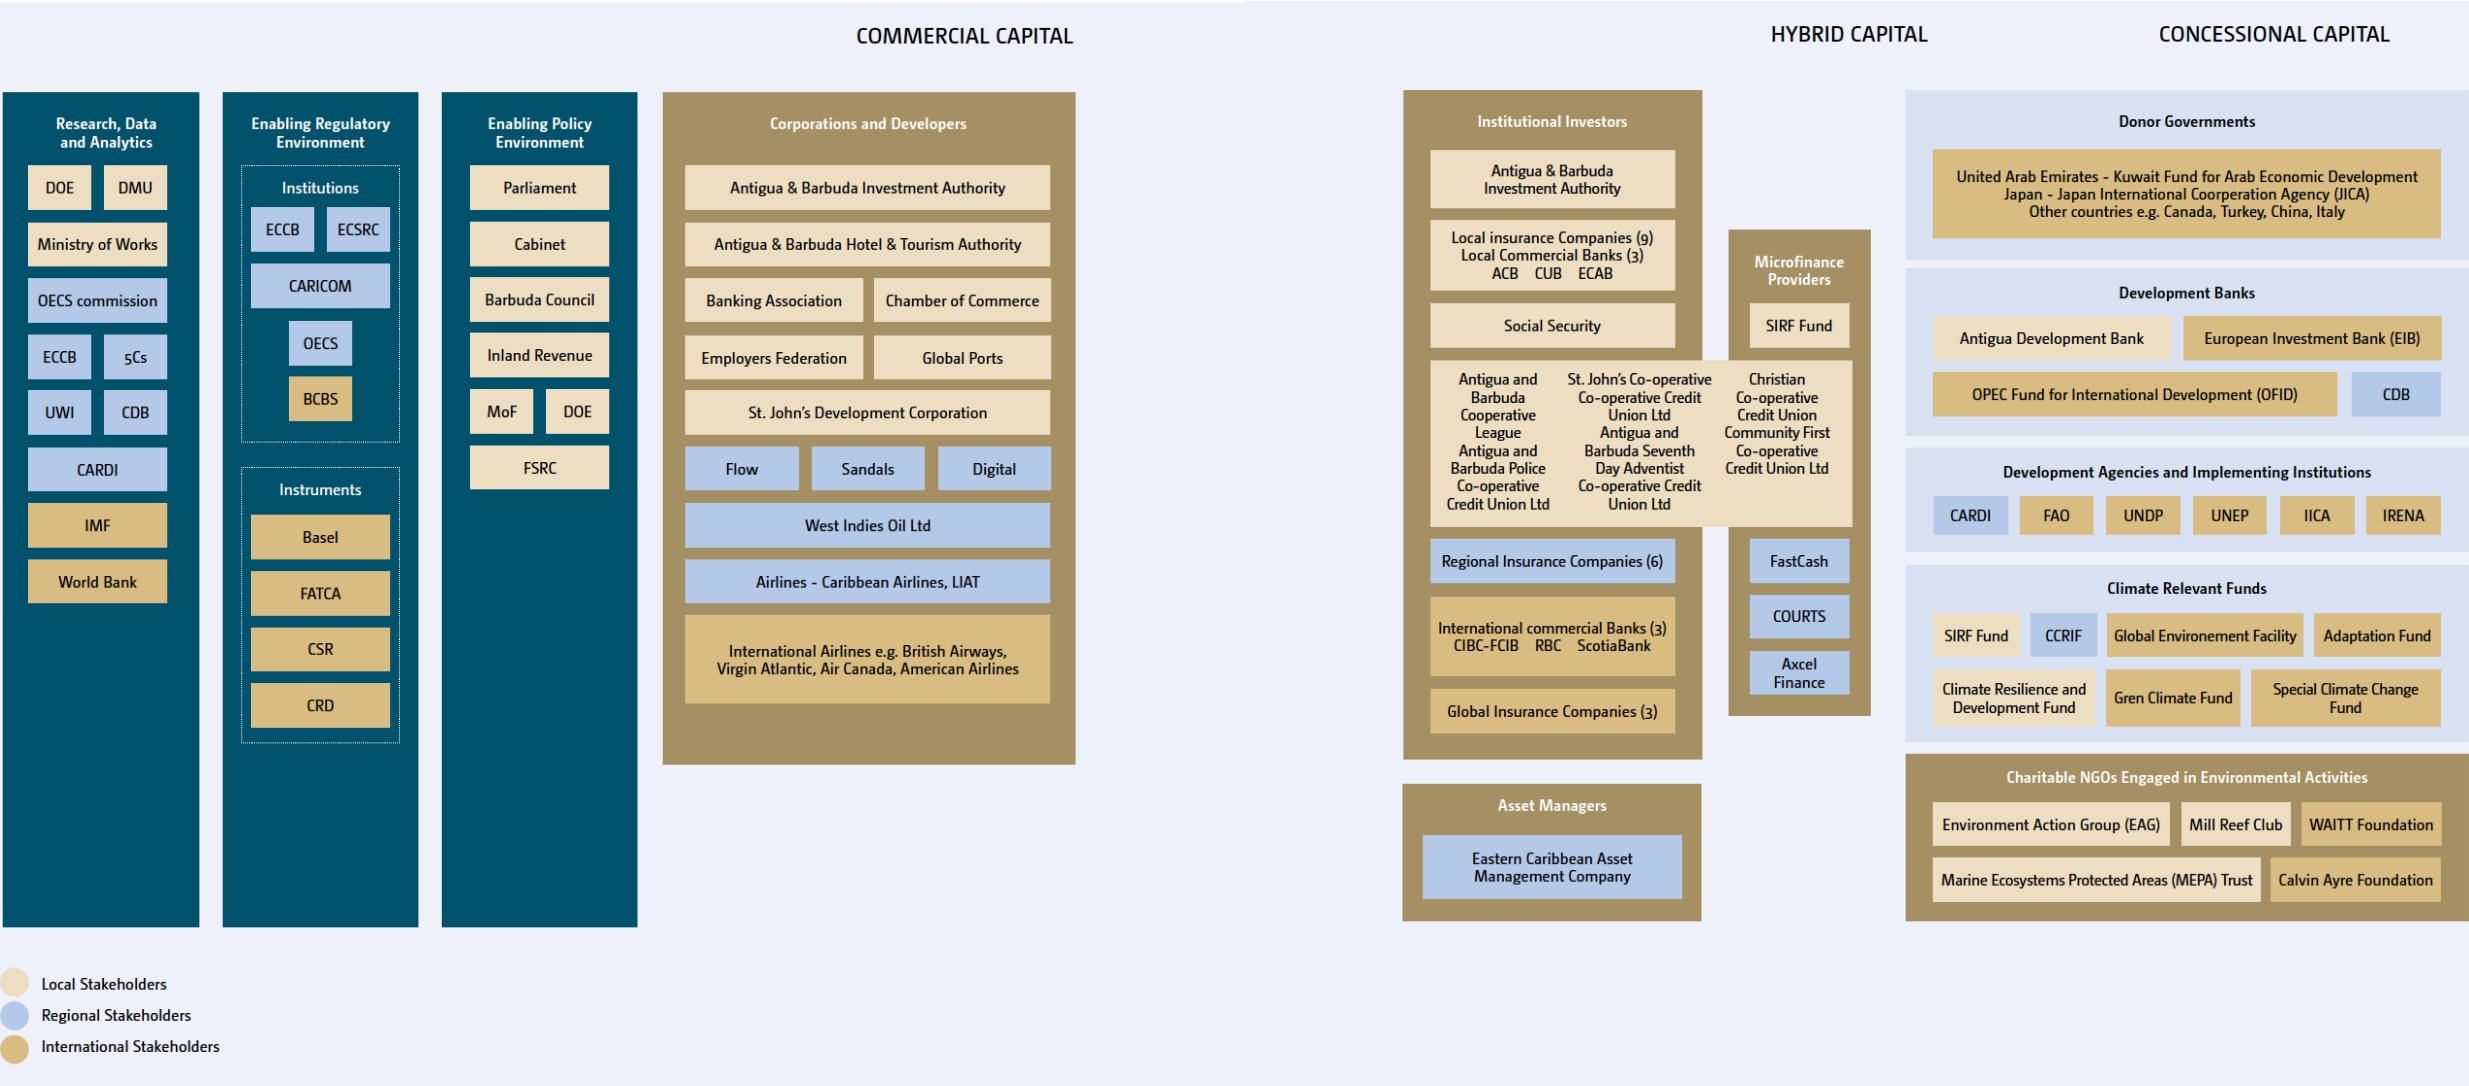 COMMERCIAL CAPITAL
HYBRID CAPITAL
CONCESSIONAL CAPITAL
Research, Data
and Analytics
DOE
DMU
Ministry of Works
OECS commission
ECCB
5Cs
UWI
CDB
CARDI
IMF
World Bank
Enabling Regulatory
Environment
Institutions
ECCB
ECSRC
CARICOM
OECS
BCBS
Instruments
Basel
FATCA
CSR
CRD
Enabling Policy
Environment
Parliament
Cabinet
Barbuda Council
Inland Revenue
MoF
DOE
FSRC
Corporations and Developers
Antigua & Barbuda Investment Authority
Antigua & Barbuda Hotel & Tourism Authority
Banking Association
Chamber of Commerce
Employers Federation
Global Ports
St. John's Development Corporation
Flow
Sandals
Digital
West Indies Oil Ltd
Airlines - Caribbean Airlines, LIAT
International Airlines e.g. British Airways,
Virgin Atlantic, Air Canada, American Airlines
Institutional Investors
Antigua & Barbuda
Investment Authority
Local insurance Companies (9)
Local Commercial Banks (3)
ACB CUB ECAB
Social Security
Antigua and
Barbuda
Cooperative
League
Antigua and
Barbuda Police
Co-operative
Credit Union Ltd
St. John's Co-operative
Co-operative Credit
Union Ltd
Antigua and
Barbuda Seventh
Day Adventist
Co-operative Credit
Union Ltd
Christian
Co-operative
Credit Union
Community First
Co-operative
Credit Union Ltd
Regional Insurance Companies (6)
International commercial Banks (3)
CIBC-FCIB RBC ScotiaBank
Global Insurance Companies (3)
Asset Managers
Eastern Caribbean Asset
Management Company
Microfinance
Providers
SIRF Fund
FastCash
COURTS
Axcel
Finance
Donor Governments
United Arab Emirates - Kuwait Fund for Arab Economic Development
Japan - Japan International Coorperation Agency (JICA)
Other countries e.g. Canada, Turkey, China, Italy
Development Banks
Antigua Development Bank
European Investment Bank (EIB)
OPEC Fund for International Development (OFID)
CDB
Development Agencies and Implementing Institutions
CARDI
FAO
UNDP
UNEP
IICA
IRENA
Climate Relevant Funds
SIRF Fund
CCRIF
Global Environement Facility
Adaptation Fund
Climate Resilience and
Development Fund
Gren Climate Fund
Special Climate Change
Fund
Charitable NGOs Engaged in Environmental Activities
Environment Action Group (EAG)
Mill Reef Club
WAITT Foundation
Marine Ecosystems Protected Areas (MEPA) Trust
Calvin Ayre Foundation
Local Stakeholders
Regional Stakeholders
International Stakeholders